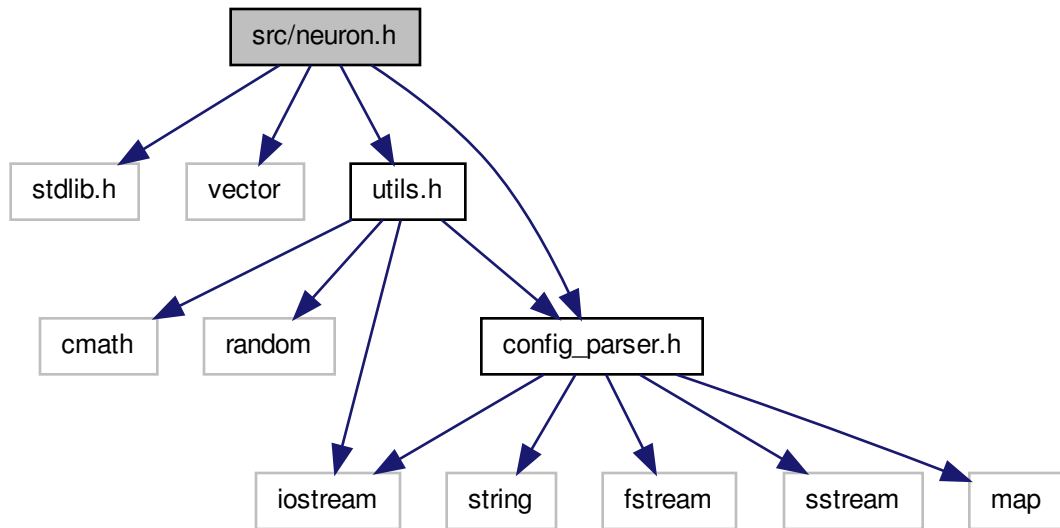 src/neuron.h
stdlib.h
vector
utils.h
cmath
random
config_parser.h
iostream
string
fstream
sstream
map